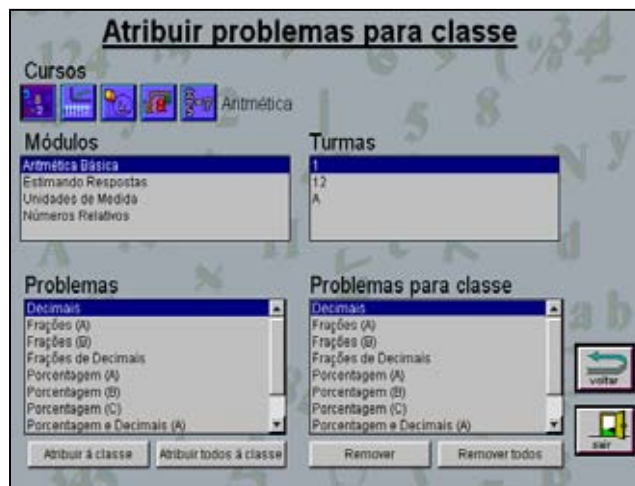 Atribuir problemas para classe
Cursos
Aritmética
Módulos
Aritmética Básica
Estimando Respostas
Unidades de Medida
Números Relativos
Turmas
1
12
A
Problemas
Decimais
Frações (A)
Frações (B)
Frações de Decimais
Porcentagem (A)
Porcentagem (B)
Porcentagem (C)
Porcentagem e Decimais (A)
Problemas para classe
Decimais
Frações (A)
Frações (B)
Frações de Decimais
Porcentagem (A)
Porcentagem (B)
Porcentagem (C)
Porcentagem e Decimais (A)
Atribuir à classe
Atribuir todos à classe
Remover
Remover todos
voltar
sair